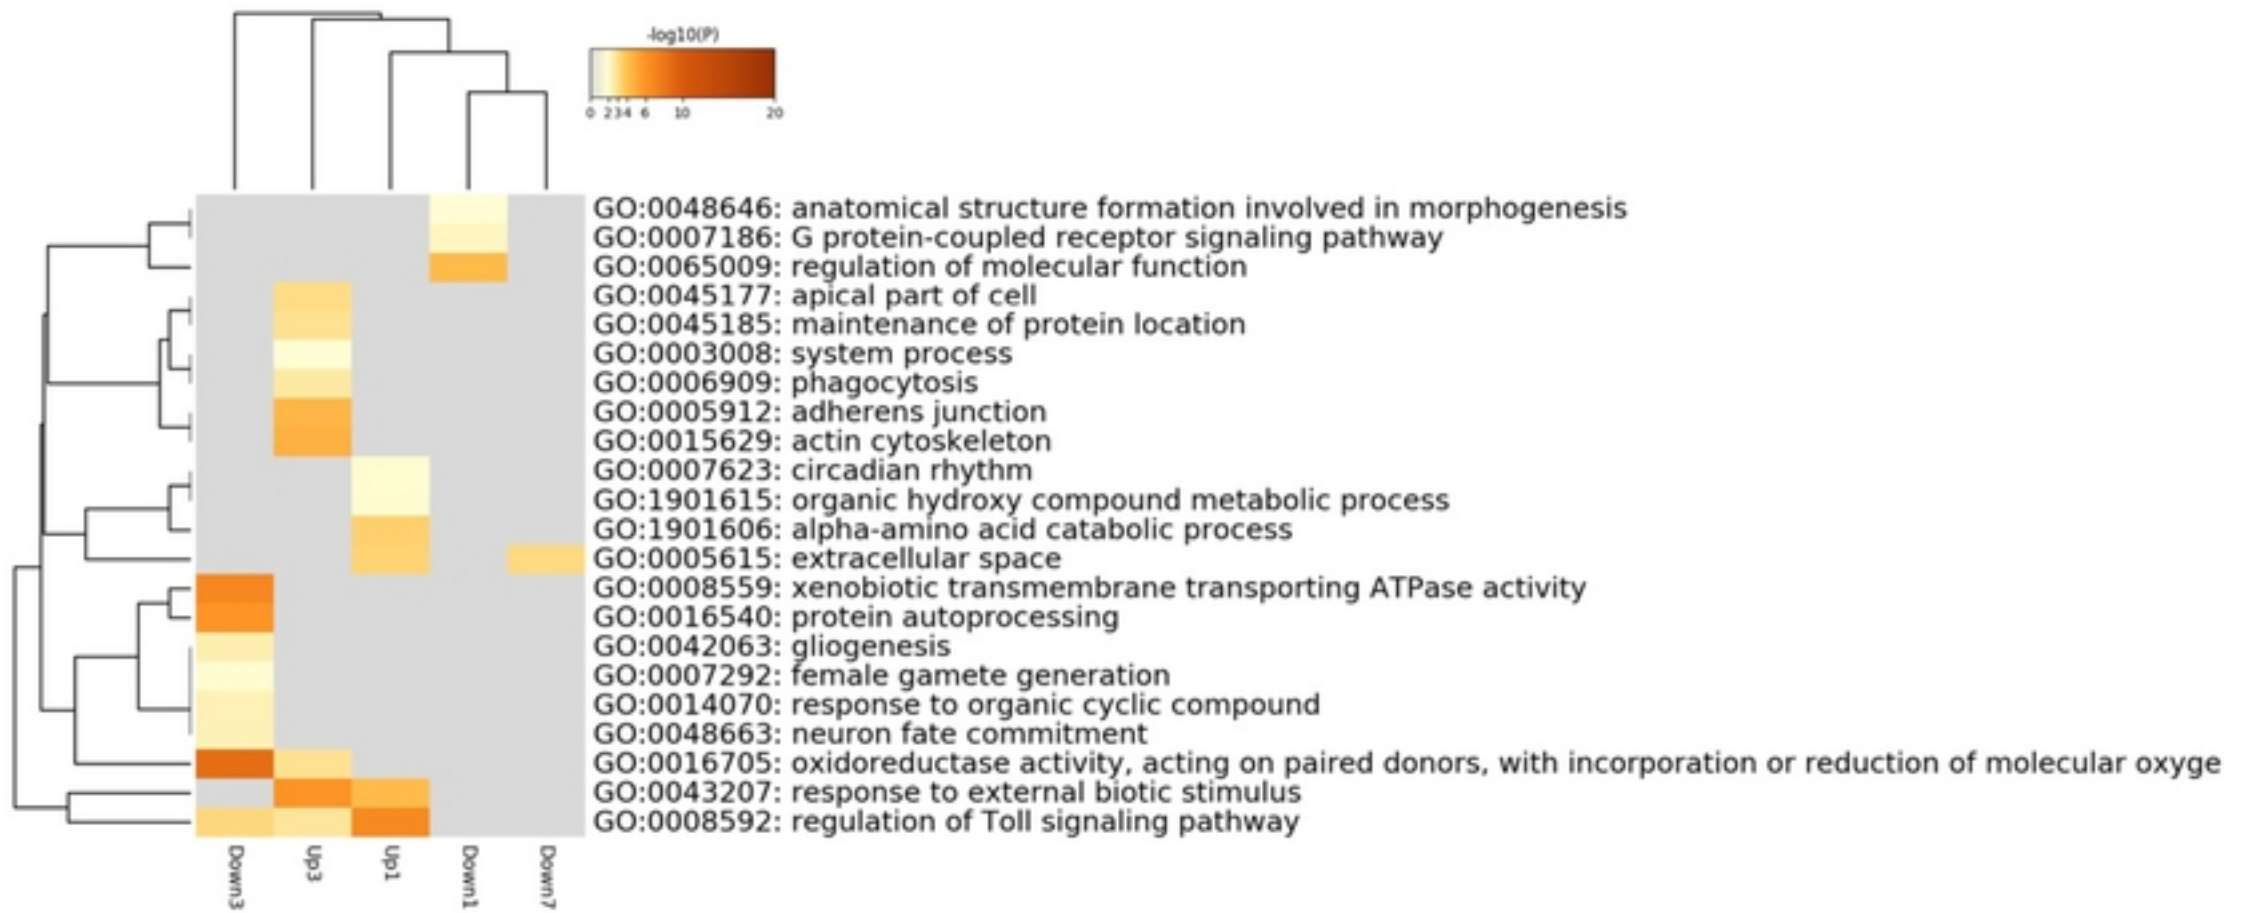 -log10(P)
0 2 3 4 6 10 20
GO:0048646: anatomical structure formation involved in morphogenesis
GO:0007186: G protein-coupled receptor signaling pathway
GO:0065009: regulation of molecular function
GO:0045177: apical part of cell
GO:0045185: maintenance of protein location
GO:0003008: system process
GO:0006909: phagocytosis
GO:0005912: adherens junction
GO:0015629: actin cytoskeleton
GO:0007623: circadian rhythm
GO:1901615: organic hydroxy compound metabolic process
GO:1901606: alpha-amino acid catabolic process
GO:0005615: extracellular space
GO:0008559: xenobiotic transmembrane transporting ATPase activity
GO:0016540: protein autoprocessing
GO:0042063: gliogenesis
GO:0007292: female gamete generation
GO:0014070: response to organic cyclic compound
GO:0048663: neuron fate commitment
GO:0016705: oxidoreductase activity, acting on paired donors, with incorporation or reduction of molecular oxyge
GO:0043207: response to external biotic stimulus
GO:0008592: regulation of Toll signaling pathway
Down3
Up3
Up1
Down1
Down7